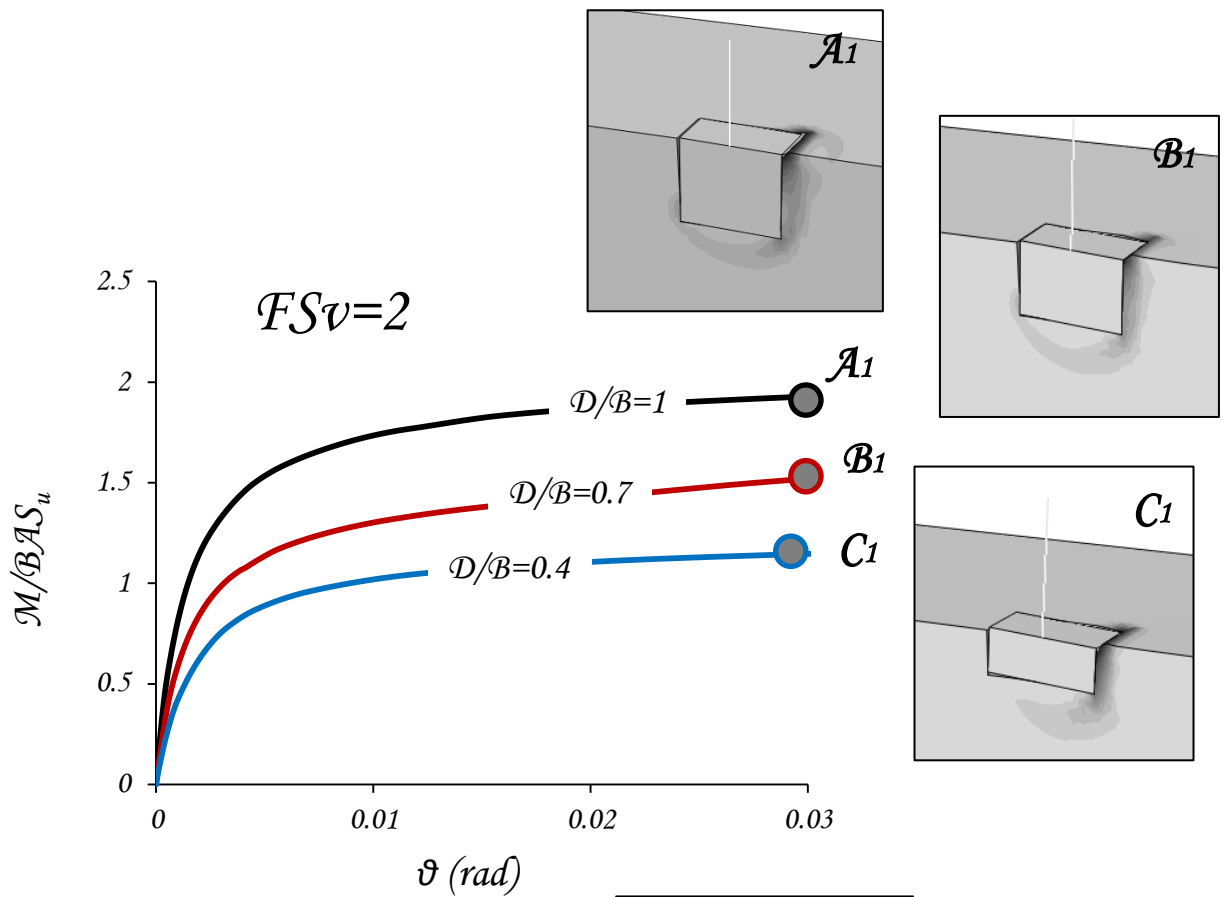 A1
B1
2.5
FSv=2
2
A1
D/B=1
1.5
B1
D/B=0.7
C1
M/BAS_u
1
D/B=0.4
C1
0.5
0
0
0.01
0.02
0.03
ϑ (rad)